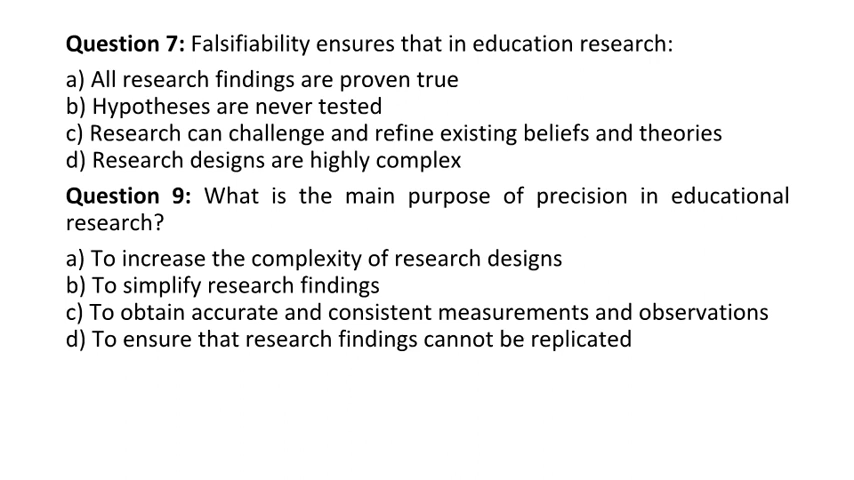 Question 7: Falsifiability ensures that in education research:
a) All research findings are proven true
b) Hypotheses are never tested
c) Research can challenge and refine existing beliefs and theories
d) Research designs are highly complex
Question 9: What is the main purpose of precision in educational
research?
a) To increase the complexity of research designs
b) To simplify research findings
c) To obtain accurate and consistent measurements and observations
d) To ensure that research findings cannot be replicated